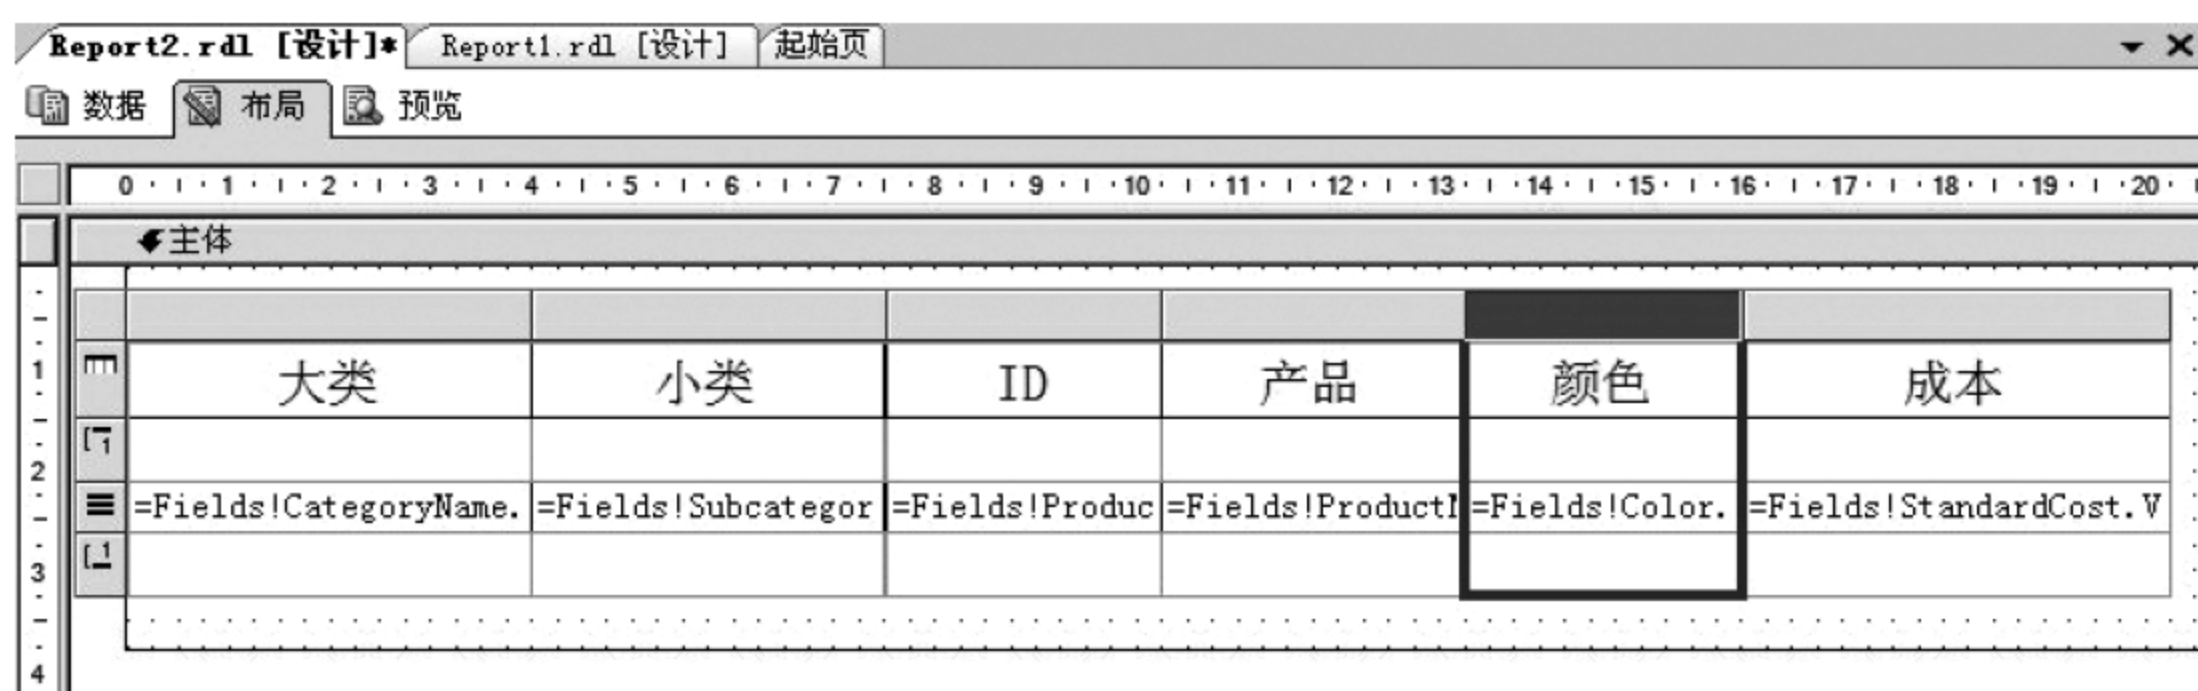 Report2.rdl [设计]* Report1.rdl [设计] 起始页
数据 布局 预览
0 1 2 3 4 5 6 7 8 9 10 11 12 13 14 15 16 17 18 19 20
主体
1 大类 小类 ID 产品 颜色 成本
1
2
=Fields!CategoryName. =Fields!Subcategor =Fields!Produc =Fields!Product =Fields!Color. =Fields!StandardCost.V
1
3
4